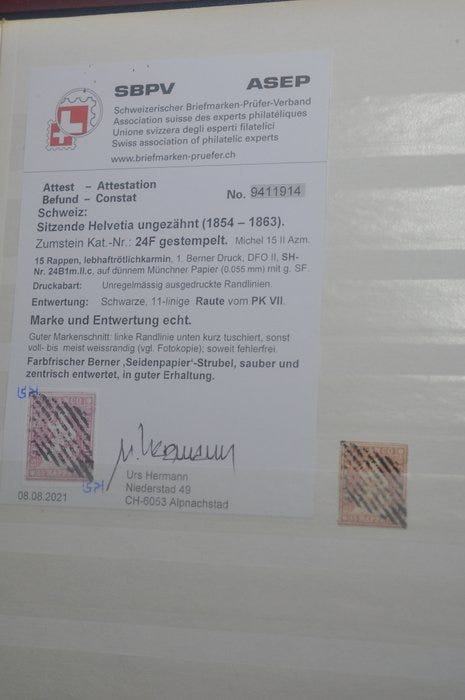 SBPV ASEP
Schweizerischer Briefmarken-Prüfer-Verband
Association suisse des experts philatéliques
Unione svizzera degli esperti filatelici
Swiss association of philatelic experts
www.briefmarken-pruefer.ch
Attest – Attestation
Befund – Constat
No. 9411914
Schweiz:
Sitzende Helvetia ungezähnt (1854 – 1863).
Zumstein Kat.-Nr.: 24F gestempelt. Michel 15 II Azm.
15 Rappen, lebhaftrötlichkarmin, 1. Berner Druck, DFO II, SH-
Nr. 24B1m.II.c, auf dünnem Münchner Papier (0.055 mm) mit g. SF.
Druckabart: Unregelmässig ausgedruckte Randlinien.
Entwertung: Schwarze, 11-linige Raute vom PK VII.
Marke und Entwertung echt.
Guter Markenschnitt: linke Randlinie unten kurz tuschiert, sonst
voll- bis meist weissrandig (vgl. Fotokopie); soweit fehlerfrei.
Farbfrischer Berner ‚Seidenpapier'-Strubel, sauber und
zentrisch entwertet, in guter Erhaltung.
Urs Hermann
Niederstad 49
CH-6053 Alpnachstad
08.08.2021